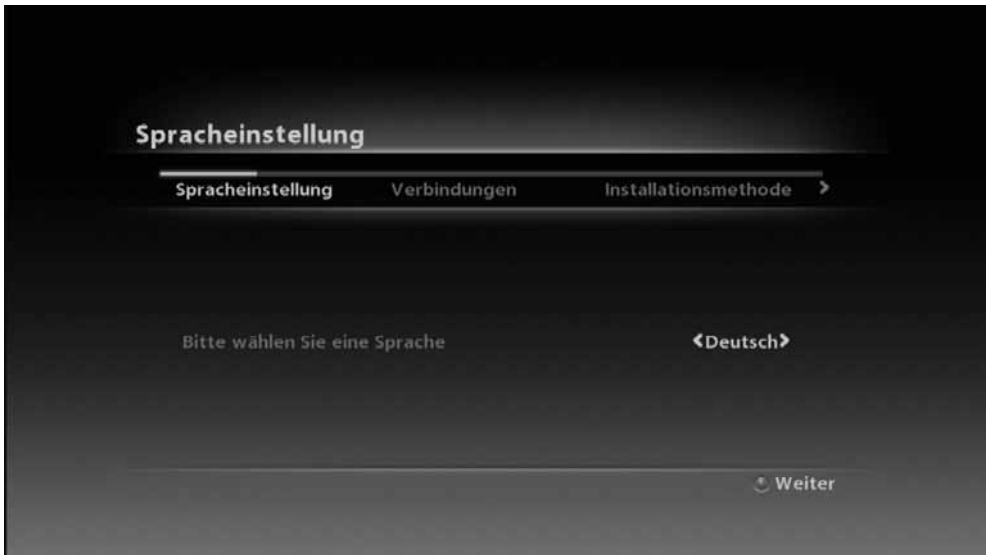 Spracheinstellung
Spracheinstellung Verbindungen Installationsmethode >
Bitte wählen Sie eine Sprache <Deutsch>
Weiter